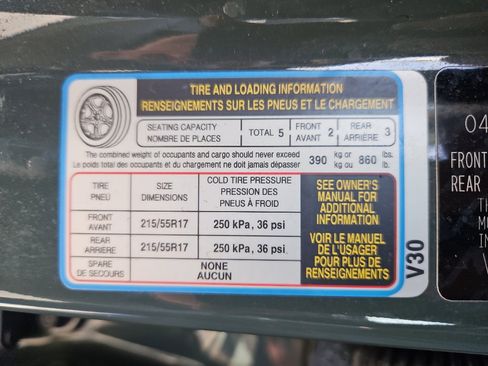 TIRE AND LOADING INFORMATION
RENSEIGNEMENTS SUR LES PNEUS ET LE CHARGEMENT
SEATING CAPACITY
NOMBRE DE PLACES
TOTAL 5
FRONT
AVANT 2
REAR
ARRIÈRE 3
The combined weight of occupants and cargo should never exceed
Le poids total des occupants et du chargement ne doit jamais dépasser
390 kg or
kg ou 860 lbs.
lb.
TIRE
PNEU
SIZE
DIMENSIONS
COLD TIRE PRESSURE
PRESSION DES
PNEUS À FROID
FRONT
AVANT
215/55R17
250 kPa, 36 psi
REAR
ARRIÈRE
215/55R17
250 kPa, 36 psi
SPARE
DE SECOURS
NONE
AUCUN
SEE OWNER'S
MANUAL FOR
ADDITIONAL
INFORMATION
VOIR LE MANUEL
DE L'USAGER
POUR PLUS DE
RENSEIGNEMENTS
V30
04
FRONT
REAR
TH
MO
IN
V